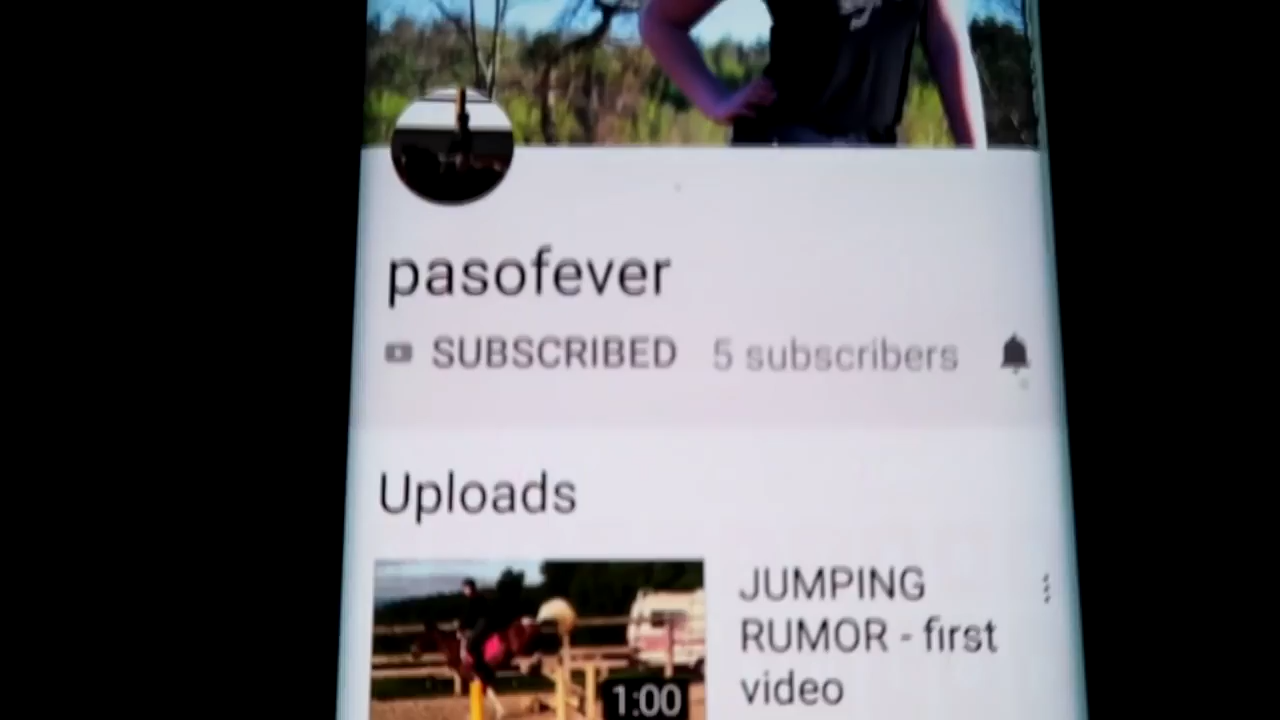 pasofever
SUBSCRIBED 5 subscribers
Uploads
JUMPING
RUMOR - first
video
1:00